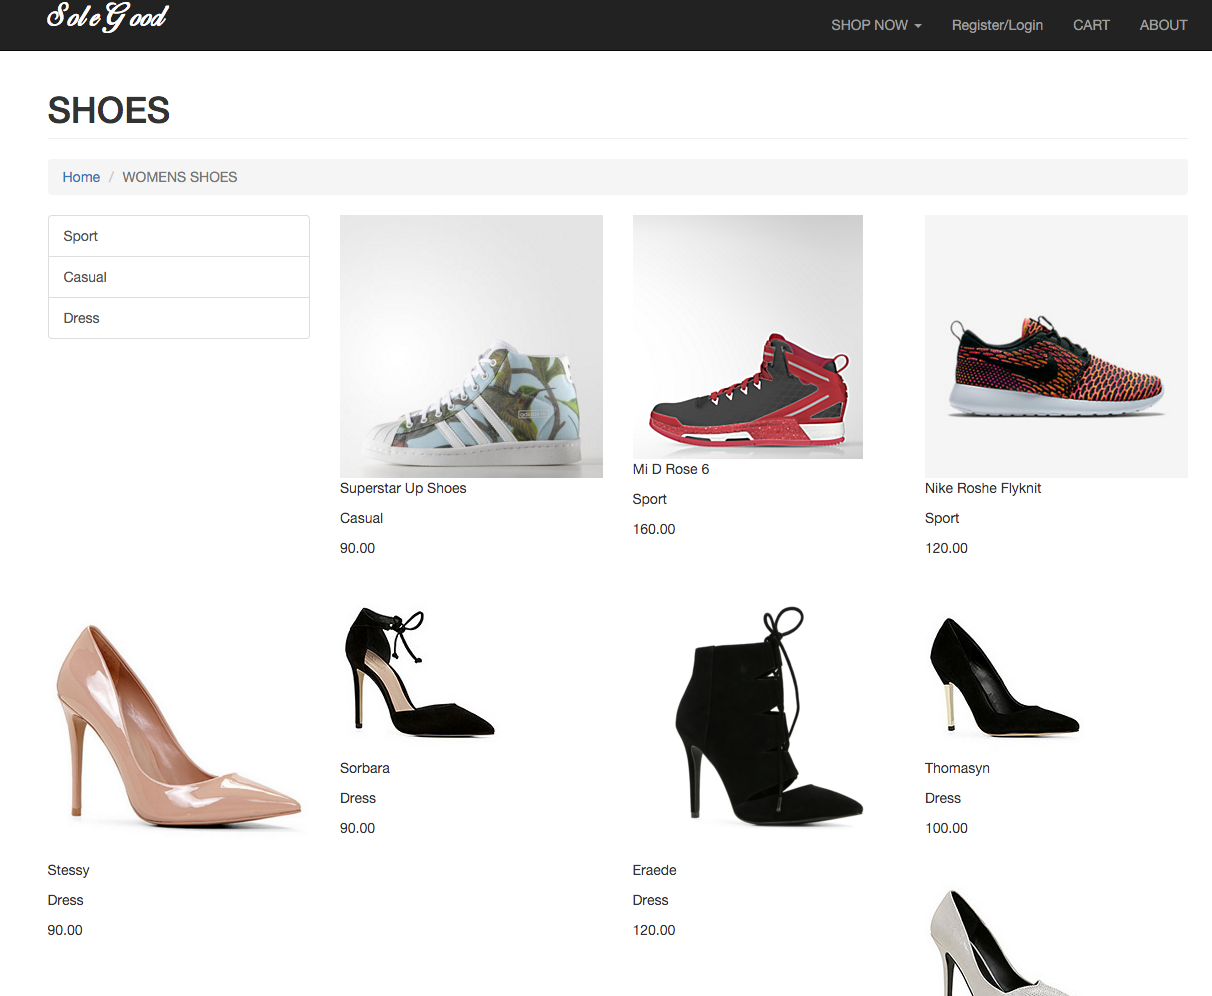 SoleGood
SHOP NOW
Register/Login
CART
ABOUT
SHOES
Home / WOMENS SHOES
Sport
Casual
Dress
Superstar Up Shoes
Casual
90.00
Mi D Rose 6
Sport
160.00
Nike Roshe Flyknit
Sport
120.00
Stessy
Dress
90.00
Sorbara
Dress
90.00
Eraede
Dress
120.00
Thomasyn
Dress
100.00